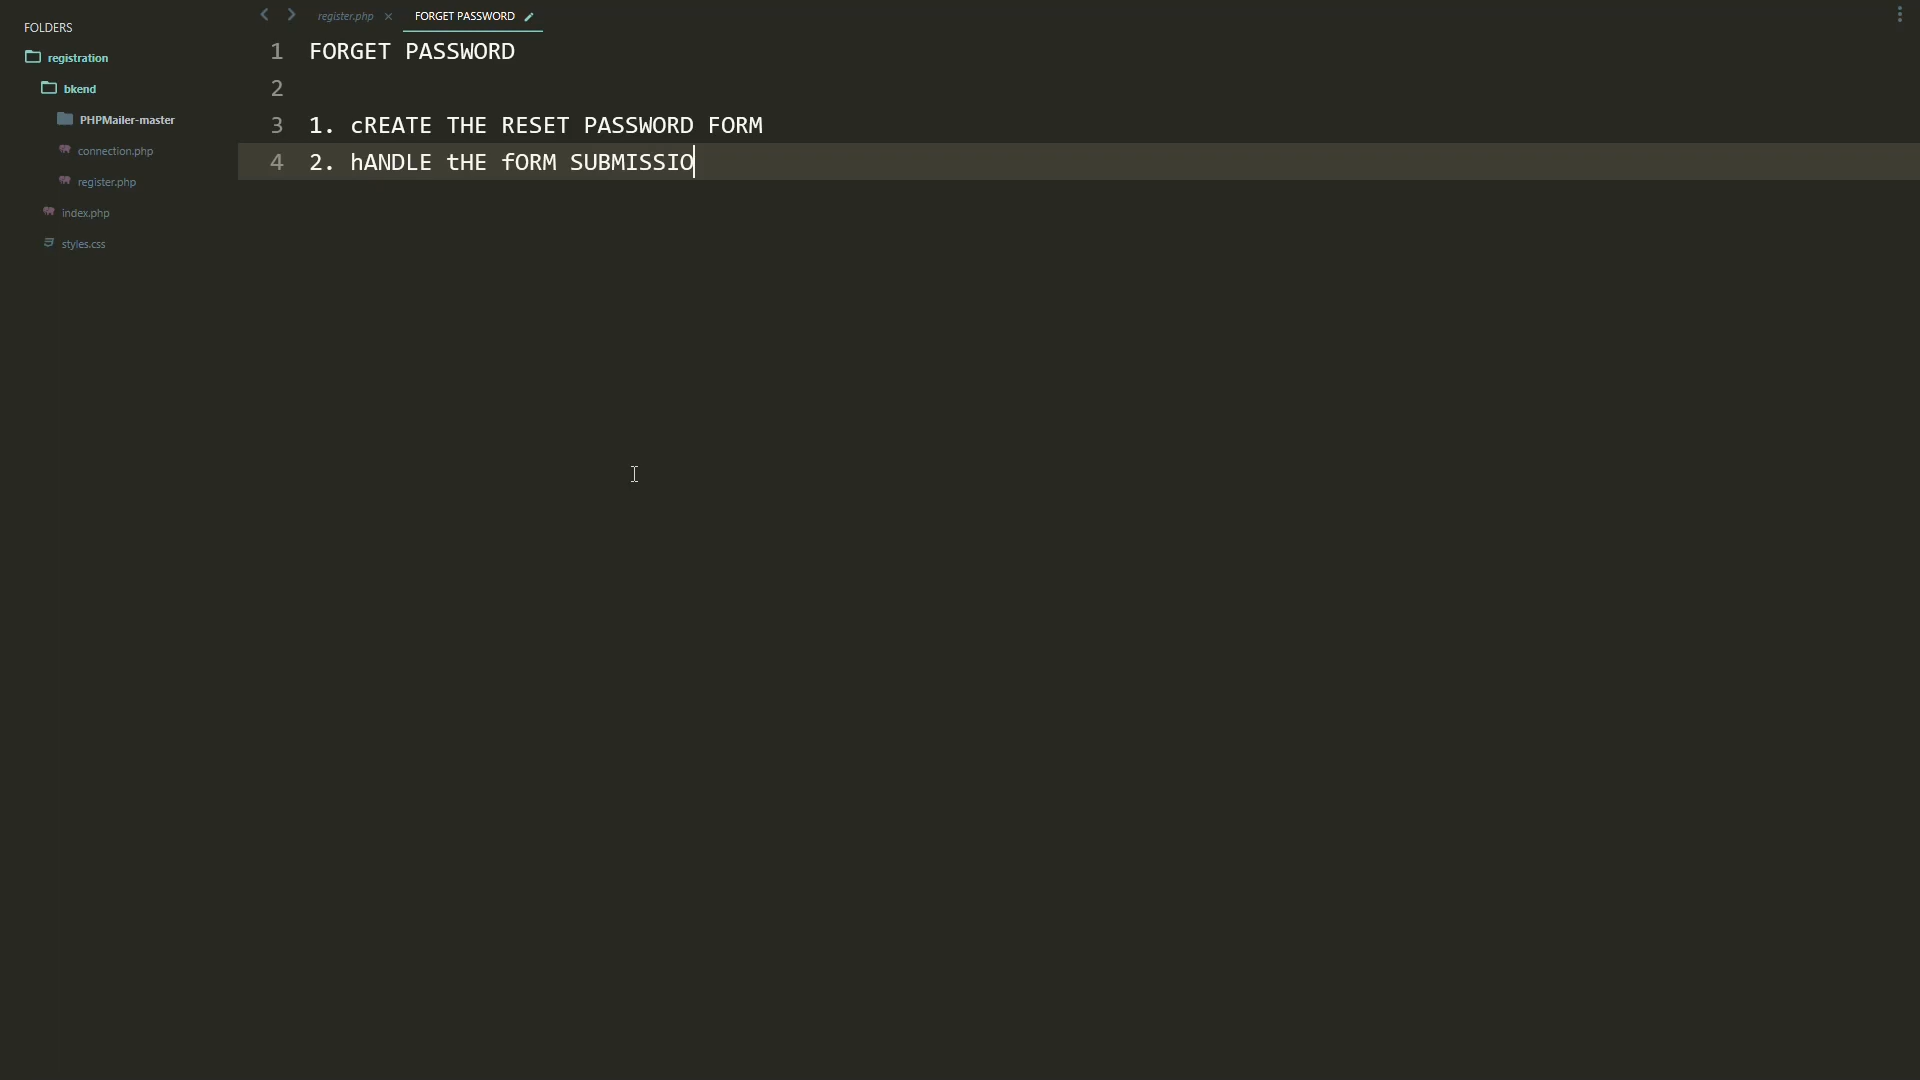 FOLDERS
registration
bkend
PHPMailer-master
connection.php
register.php
index.php
styles.css
register.php
FORGET PASSWORD
1 FORGET PASSWORD
2
3 1. cREATE THE RESET PASSWORD FORM
4 2. hANDLE tHE fORM SUBMISSIO